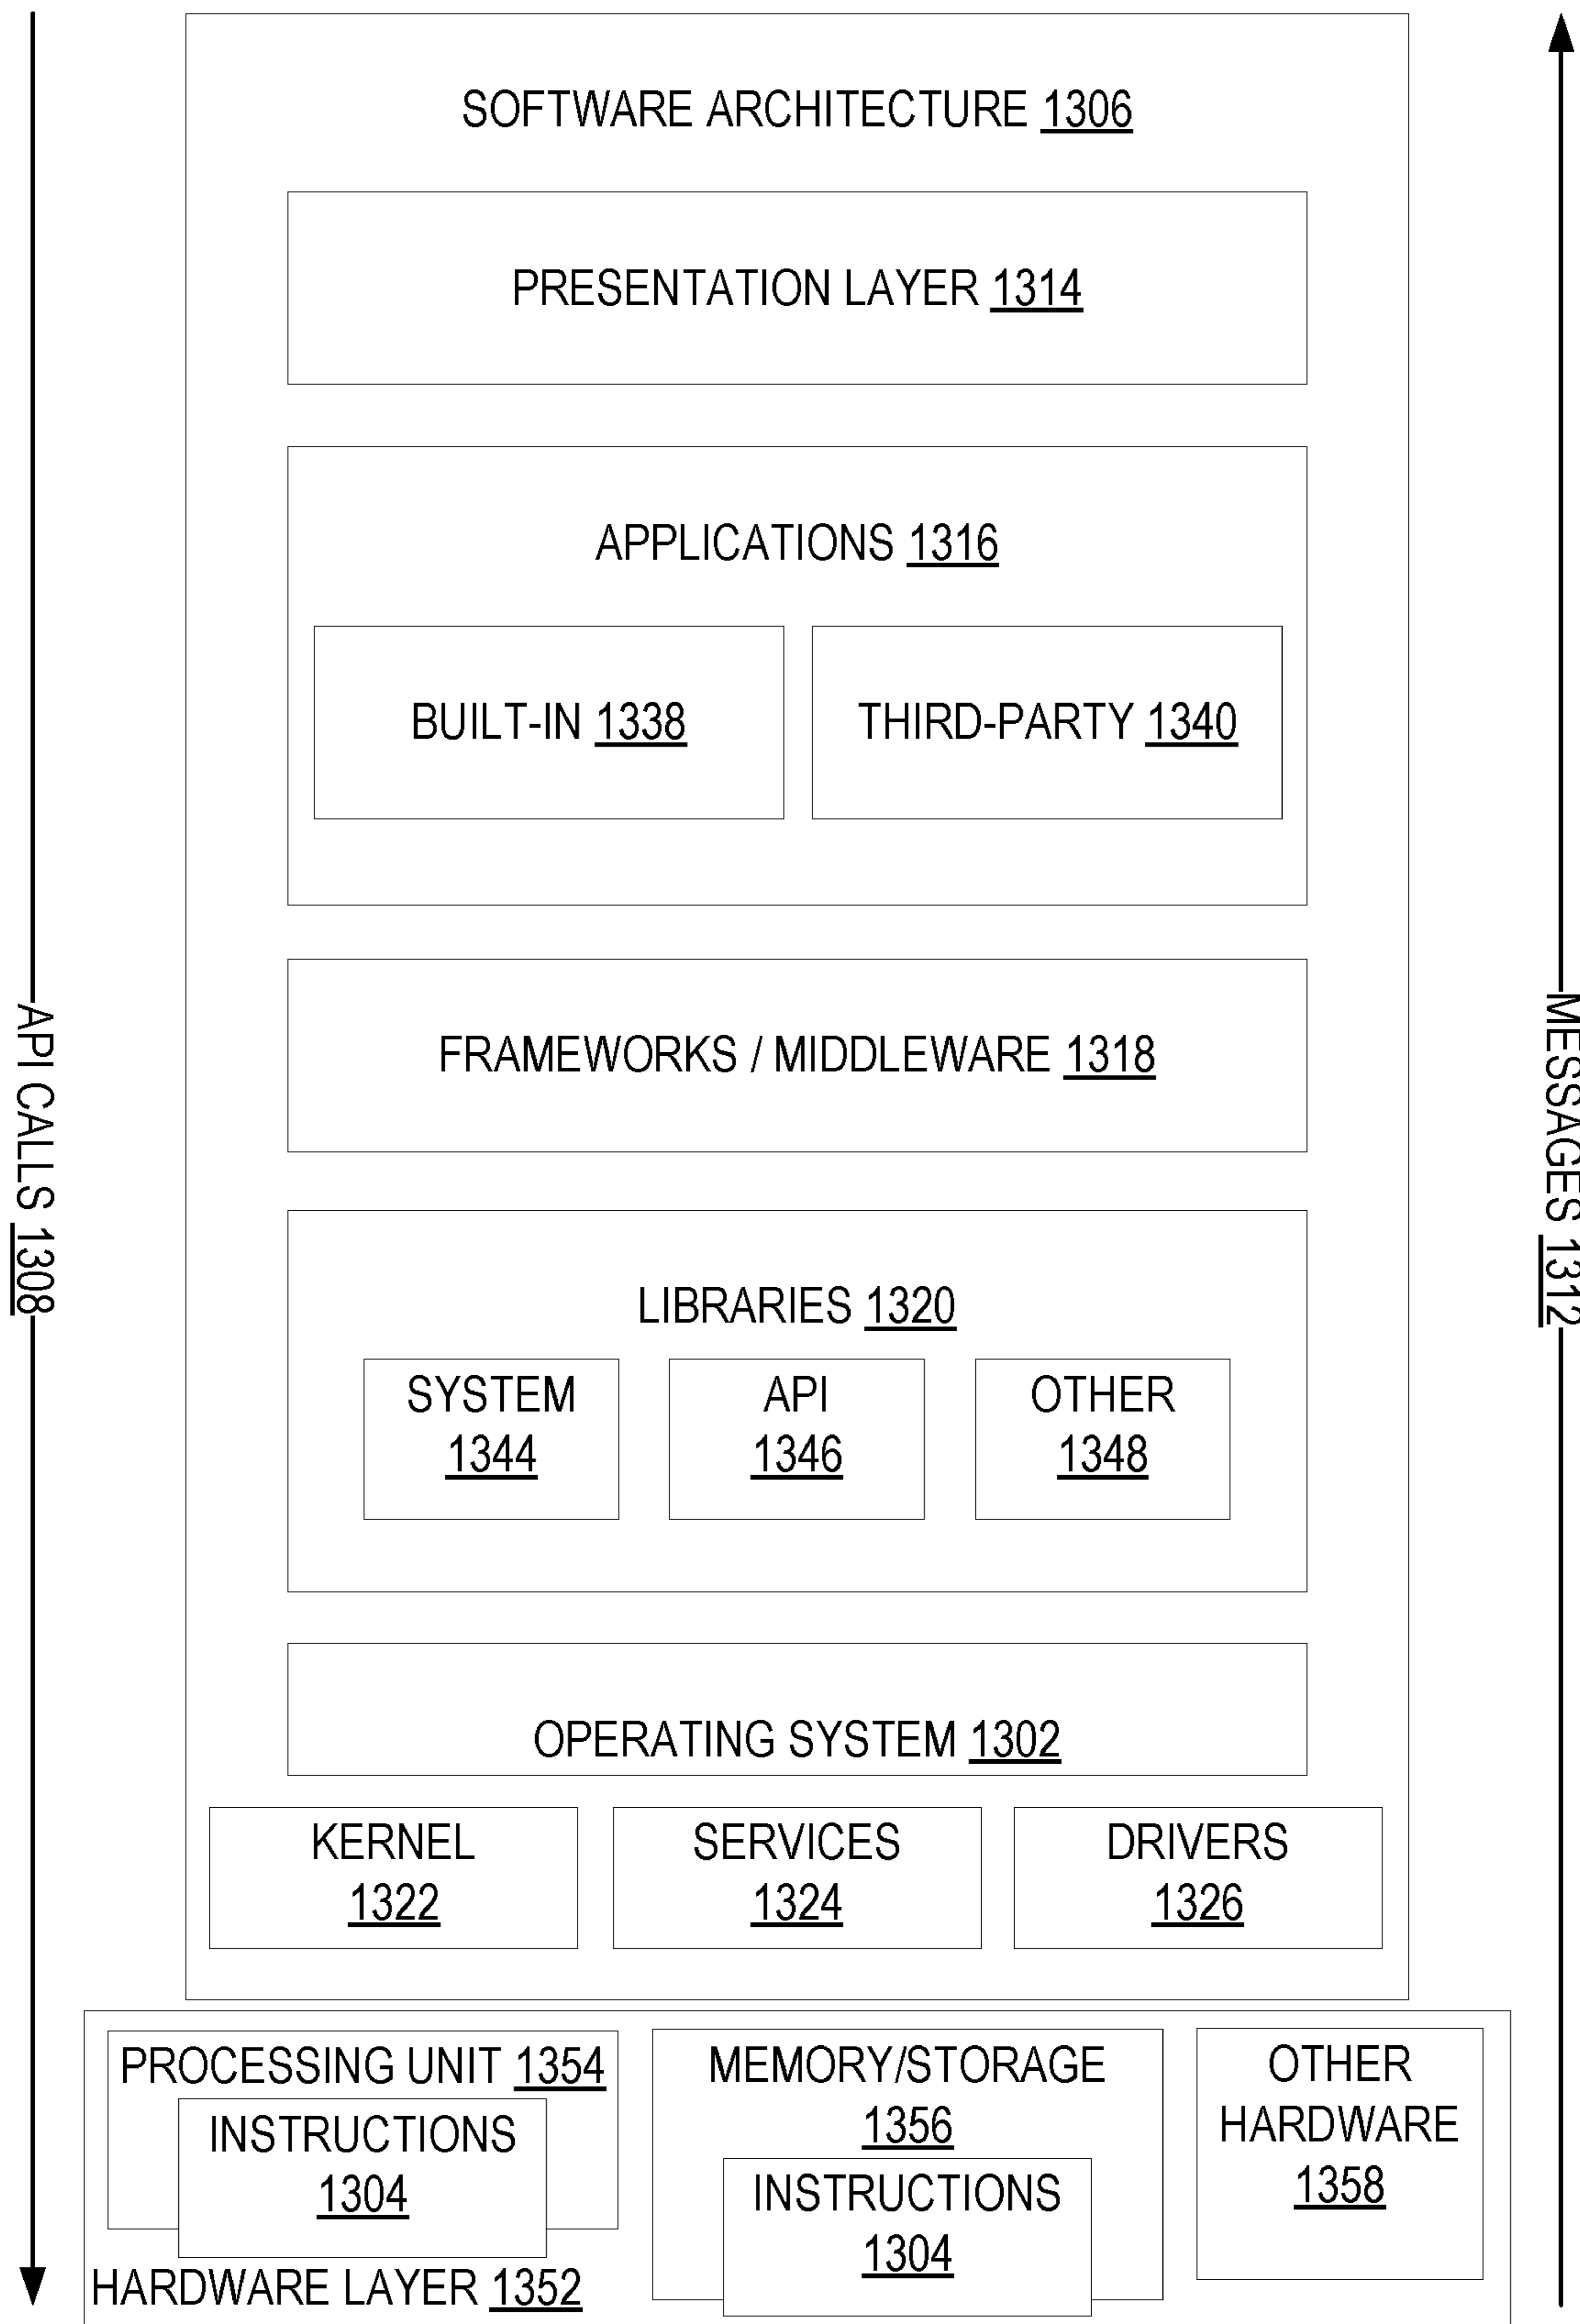 SOFTWARE ARCHITECTURE 1306
PRESENTATION LAYER 1314
APPLICATIONS 1316
BUILT-IN 1338
THIRD-PARTY 1340
FRAMEWORKS / MIDDLEWARE 1318
API CALLS 1308
MESSAGES 1312
LIBRARIES 1320
SYSTEM
1344
API
1346
OTHER
1348
OPERATING SYSTEM 1302
KERNEL
1322
SERVICES
1324
DRIVERS
1326
PROCESSING UNIT 1354
INSTRUCTIONS
1304
MEMORY/STORAGE
1356
INSTRUCTIONS
1304
OTHER
HARDWARE
1358
HARDWARE LAYER 1352